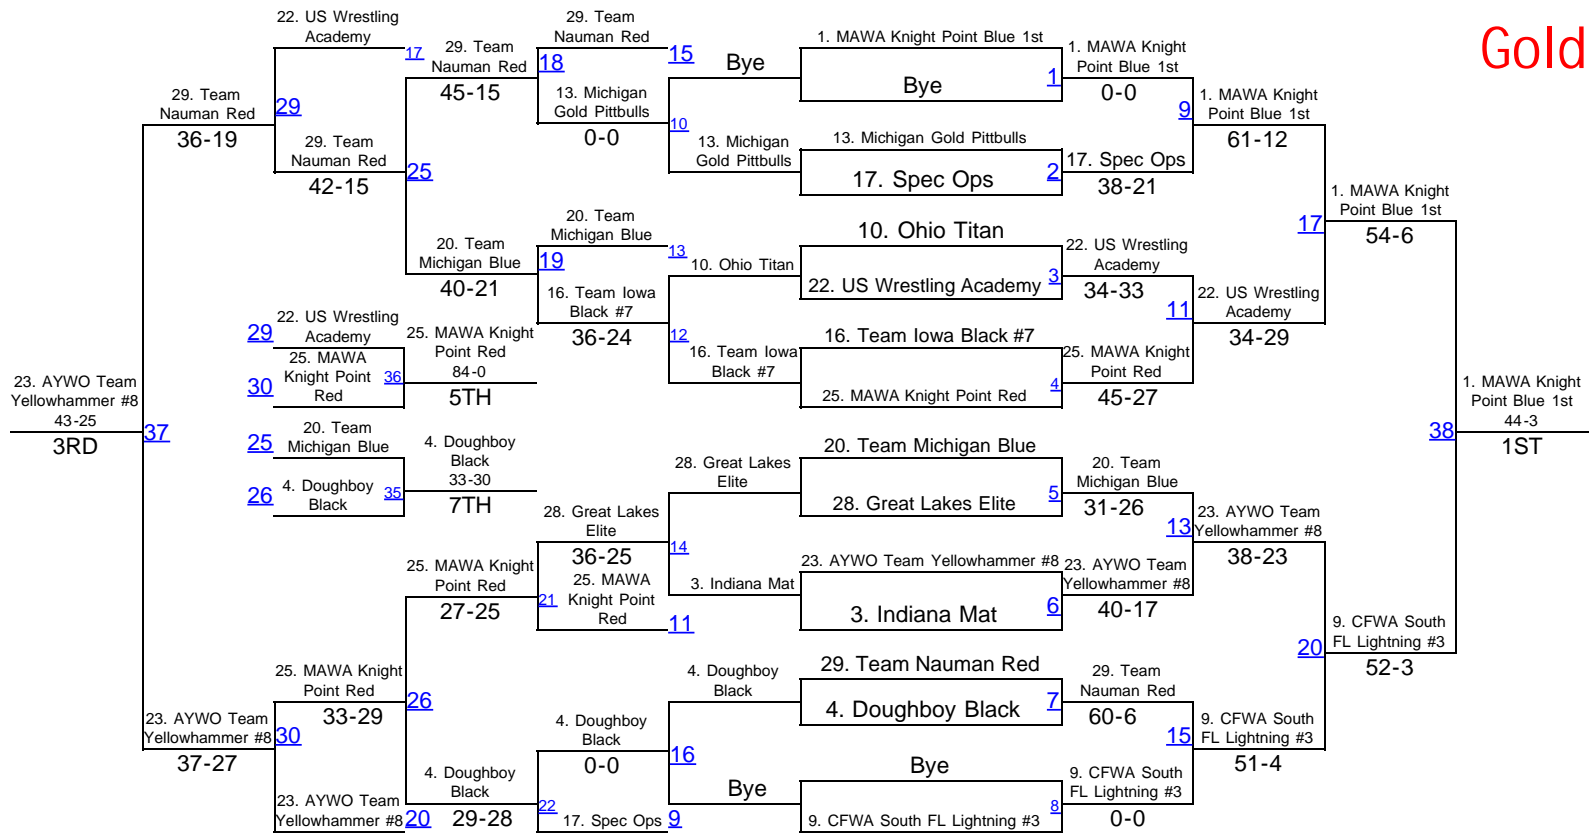 Gold
22. US Wrestling
Academy
17
29. Team
Nauman Red
45-15
29. Team
Nauman Red
15
18
13. Michigan
Gold Pittbulls
0-0
Bye
1. MAWA Knight Point Blue 1st
Bye
1
1. MAWA Knight
Point Blue 1st
0-0
9
1. MAWA Knight
Point Blue 1st
61-12
29. Team
Nauman Red
36-19
29
29. Team
Nauman Red
42-15
25
10
13. Michigan
Gold Pittbulls
13. Michigan Gold Pittbulls
17. Spec Ops
2
17. Spec Ops
38-21
1. MAWA Knight
Point Blue 1st
54-6
17
20. Team
Michigan Blue
40-21
20. Team
Michigan Blue
13
19
16. Team Iowa
Black #7
36-24
10. Ohio Titan
10. Ohio Titan
22. US Wrestling Academy
3
22. US Wrestling
Academy
34-33
11
22. US Wrestling
Academy
34-29
29
22. US Wrestling
Academy
25. MAWA
Knight Point
Red
30
36
25. MAWA Knight
Point Red
84-0
5TH
12
16. Team Iowa
Black #7
16. Team Iowa Black #7
25. MAWA Knight Point Red
4
25. MAWA Knight
Point Red
45-27
23. AYWO Team
Yellowhammer #8
43-25
3RD
37
25
20. Team
Michigan Blue
26
4. Doughboy
Black
35
4. Doughboy
Black
33-30
7TH
28. Great Lakes
Elite
20. Team Michigan Blue
28. Great Lakes Elite
5
20. Team
Michigan Blue
31-26
13
23. AYWO Team
Yellowhammer #8
38-23
38
1. MAWA Knight
Point Blue 1st
44-3
1ST
28. Great Lakes
Elite
36-25
14
25. MAWA Knight
Point Red
27-25
21
25. MAWA
Knight Point
Red
11
3. Indiana Mat
23. AYWO Team Yellowhammer #8
3. Indiana Mat
6
23. AYWO Team
Yellowhammer #8
40-17
20
9. CFWA South
FL Lightning #3
52-3
25. MAWA Knight
Point Red
33-29
26
4. Doughboy
Black
29. Team Nauman Red
4. Doughboy Black
7
29. Team
Nauman Red
60-6
15
9. CFWA South
FL Lightning #3
51-4
23. AYWO Team
Yellowhammer #8
37-27
30
4. Doughboy
Black
0-0
16
4. Doughboy
Black
29-28
22
17. Spec Ops
9
Bye
Bye
9. CFWA South FL Lightning #3
8
9. CFWA South
FL Lightning #3
0-0
23. AYWO Team
Yellowhammer #8
20